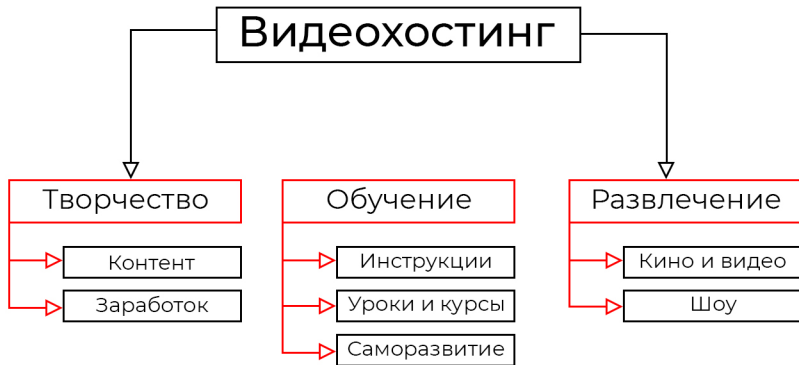 Видеохостинг
Творчество
Контент
Заработок
Обучение
Инструкции
Уроки и курсы
Саморазвитие
Развлечение
Кино и видео
Шоу